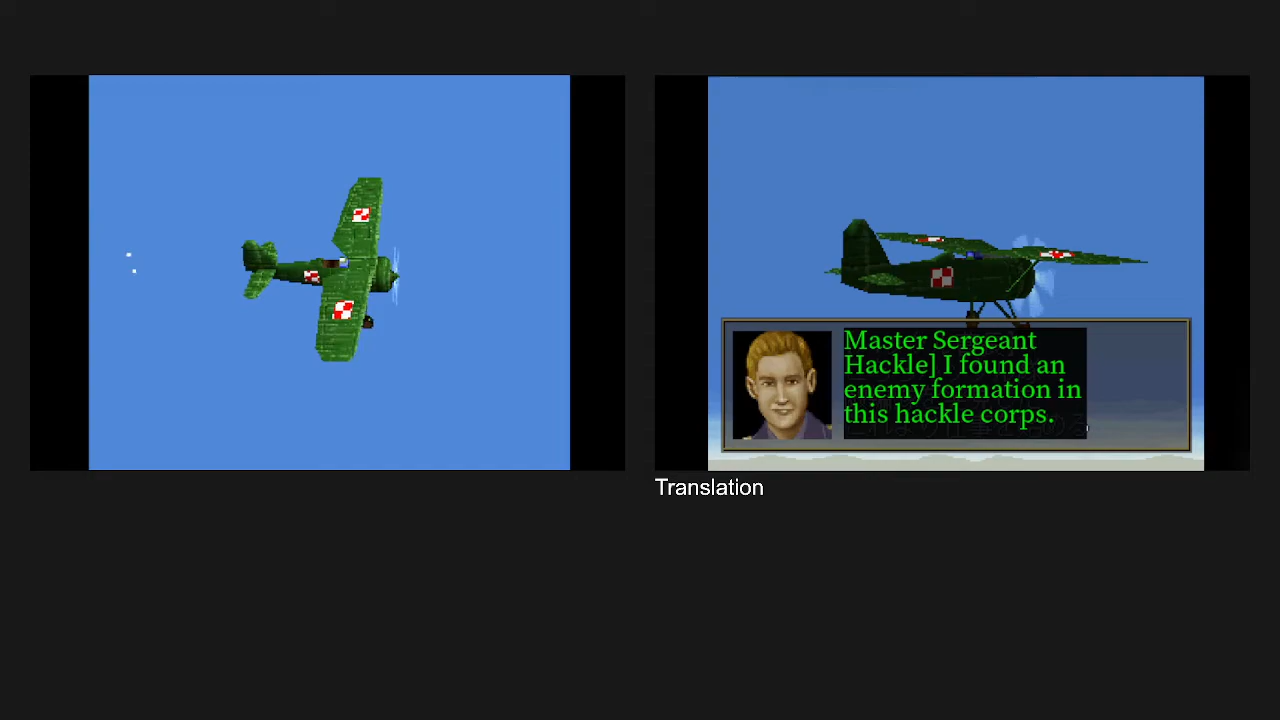 Master Sergeant
Hackle] I found an
enemy formation in
this hackle corps.
Translation